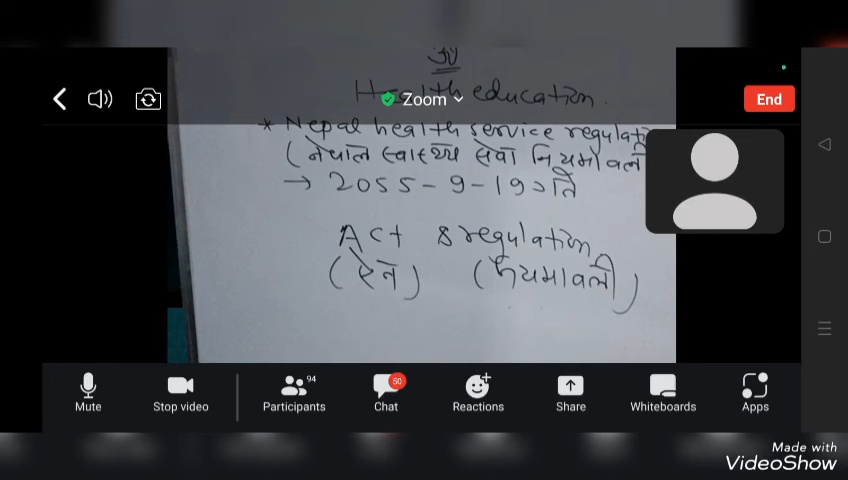 Health education.
Zoom
End
* Nepal health service regulati
( नेपाल स्वास्थ्य सेवा नियमावली
→ 2055-9-19 गते
Act & regulation
(ऐन) (नियमावली)
94
50
Mute
Stop video
Participants
Chat
Reactions
Share
Whiteboards
Apps
Made with
VideoShow